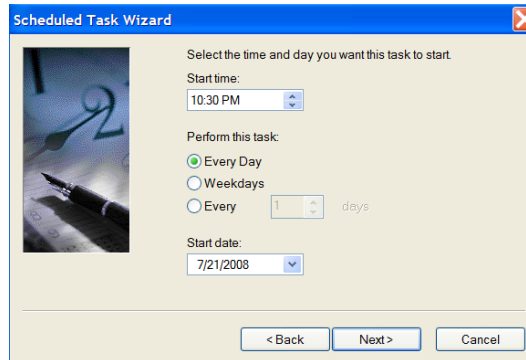 Scheduled Task Wizard
Select the time and day you want this task to start.
Start time:
10:30 PM
Perform this task:
Every Day
Weekdays
Every 1 days
Start date:
7/21/2008
< Back Next > Cancel